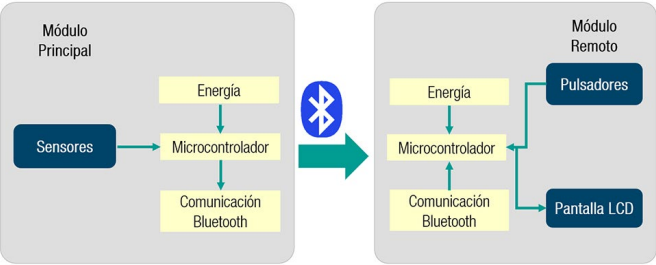 Módulo
Principal
Energía
Sensores
Microcontrolador
Comunicación
Bluetooth
Módulo
Remoto
Energía
Pulsadores
Microcontrolador
Comunicación
Bluetooth
Pantalla LCD